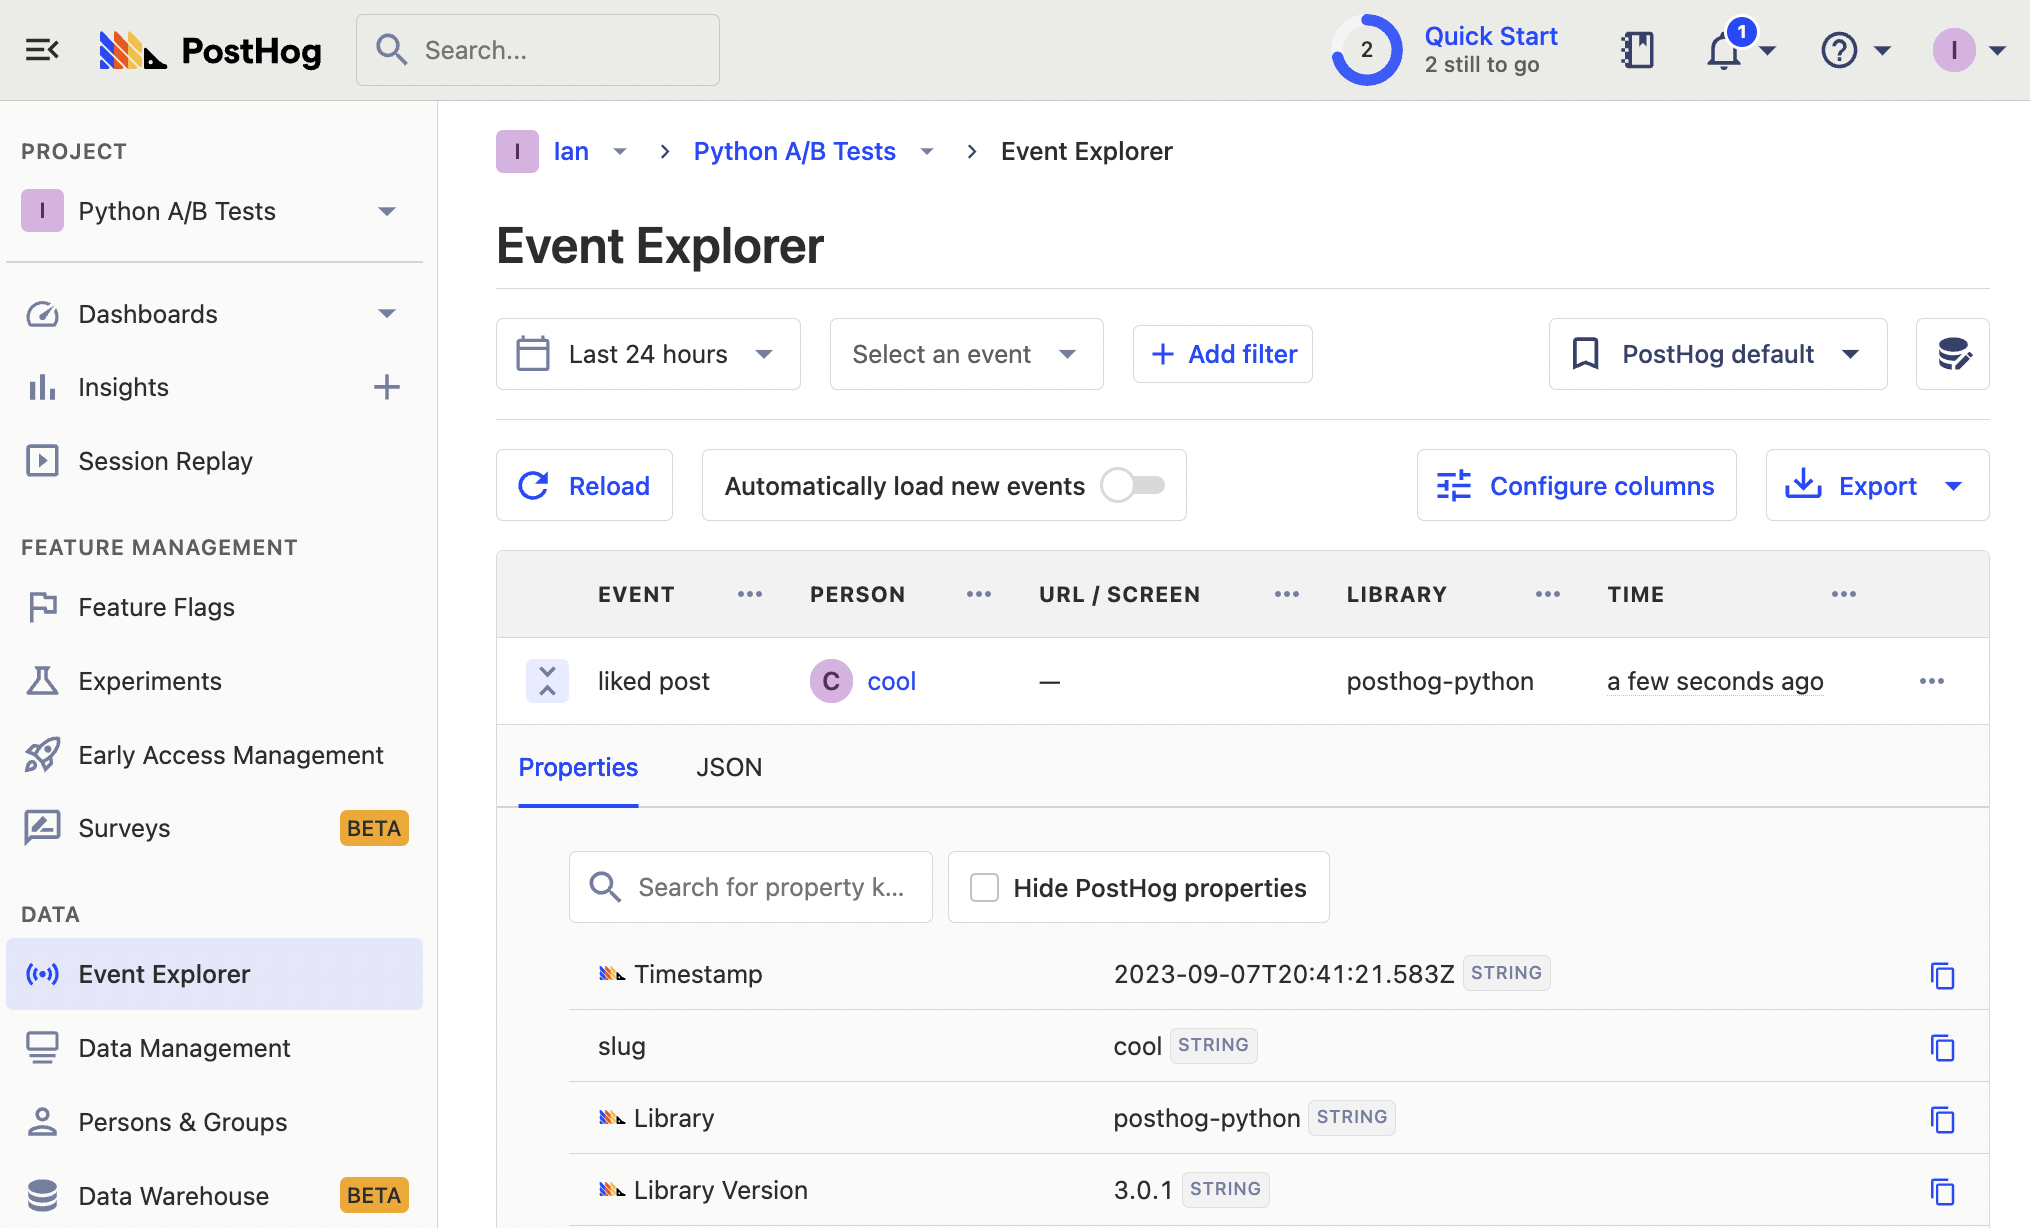 PostHog
Search...
2
Quick Start
2 still to go
1
I
PROJECT
I Python A/B Tests
Dashboards
Insights
Session Replay
FEATURE MANAGEMENT
Feature Flags
Experiments
Early Access Management
Surveys BETA
DATA
Event Explorer
Data Management
Persons & Groups
Data Warehouse BETA
I Ian > Python A/B Tests > Event Explorer
Event Explorer
Last 24 hours Select an event + Add filter PostHog default
Reload Automatically load new events Configure columns Export
EVENT ••• PERSON ••• URL / SCREEN ••• LIBRARY ••• TIME •••
liked post C cool — posthog-python a few seconds ago •••
Properties JSON
Search for property k... Hide PostHog properties
Timestamp 2023-09-07T20:41:21.583Z STRING
slug cool STRING
Library posthog-python STRING
Library Version 3.0.1 STRING